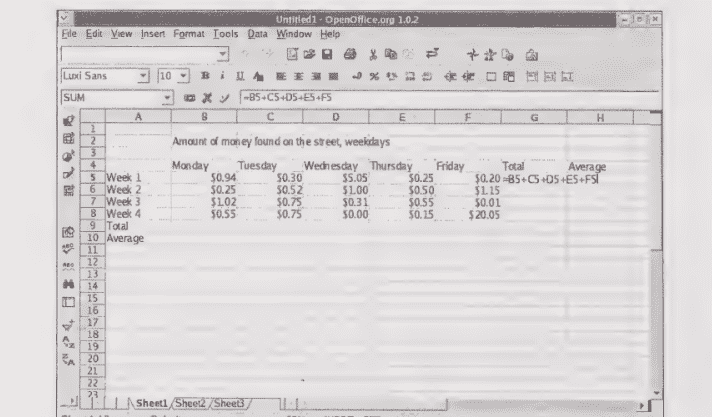 Untitled1 - OpenOffice.org 1.0.2
File Edit View Insert Format Tools Data Window Help
Luxi Sans 10 B i U A
SUM =B5+C5+D5+E5+F5
A B C D E F G H
1
2 Amount of money found on the street, weekdays
3
4 Monday Tuesday Wednesday Thursday Friday Total Average
5 Week 1 $0.94 $0.30 $5.05 $0.25 $0.20 =B5+C5+D5+E5+F5
6 Week 2 $0.25 $0.52 $1.00 $0.50 $1.15
7 Week 3 $1.02 $0.75 $0.31 $0.55 $0.01
8 Week 4 $0.55 $0.75 $0.00 $0.15 $20.05
9 Total
10 Average
11
12
13
14
15
16
17
18
19
20
21
22
23
Sheet1 Sheet2 Sheet3